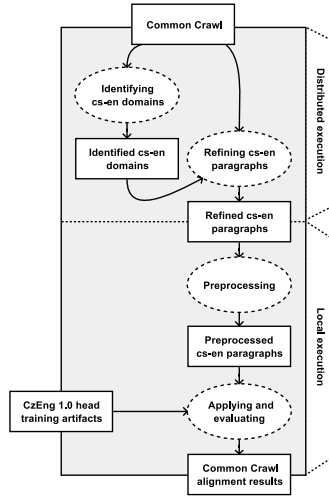 Common Crawl
Identifying
cs-en domains
Identified cs-en
domains
Refining cs-en
paragraphs
Distributed execution
Refined cs-en
paragraphs
Preprocessing
Preprocessed
cs-en paragraphs
Local execution
CzEng 1.0 head
training artifacts
Applying and
evaluating
Common Crawl
alignment results